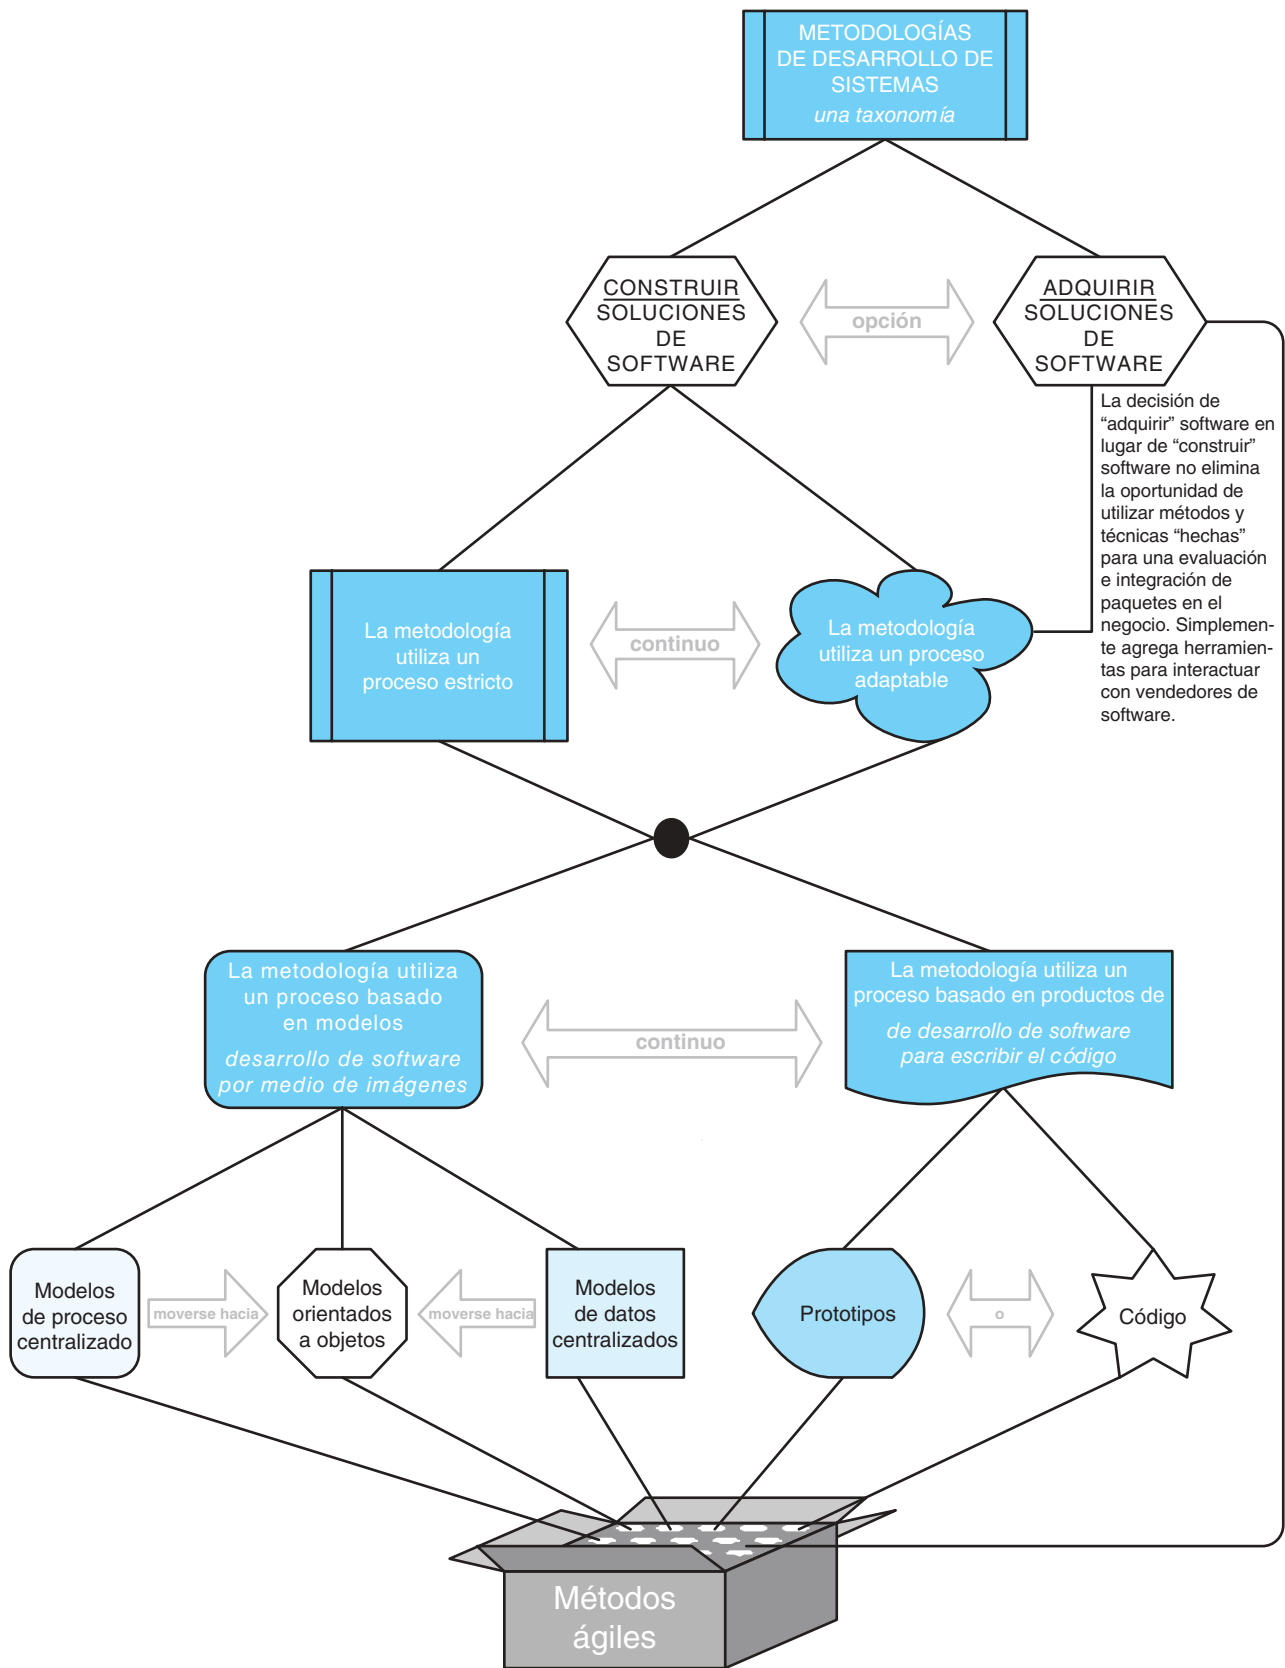 METODOLOGÍAS
DE DESARROLLO DE
SISTEMAS
una taxonomía
CONSTRUIR
SOLUCIONES
DE
SOFTWARE
opción
ADQUIRIR
SOLUCIONES
DE
SOFTWARE
La decisión de
“adquirir” software en
lugar de “construir”
software no elimina
la oportunidad de
utilizar métodos y
técnicas “hechas”
para una evaluación
e integración de
paquetes en el
negocio. Simplemen-
te agrega herramien-
tas para interactuar
con vendedores de
software.
La metodología
utiliza un
proceso estricto
continuo
La metodología
utiliza un proceso
adaptable
La metodología utiliza
un proceso basado
en modelos
desarrollo de software
por medio de imágenes
continuo
La metodología utiliza un
proceso basado en productos de
de desarrollo de software
para escribir el código
Modelos
de proceso
centralizado
moverse hacia
Modelos
orientados
a objetos
moverse hacia
Modelos
de datos
centralizados
Prototipos
o
Código
Métodos
ágiles